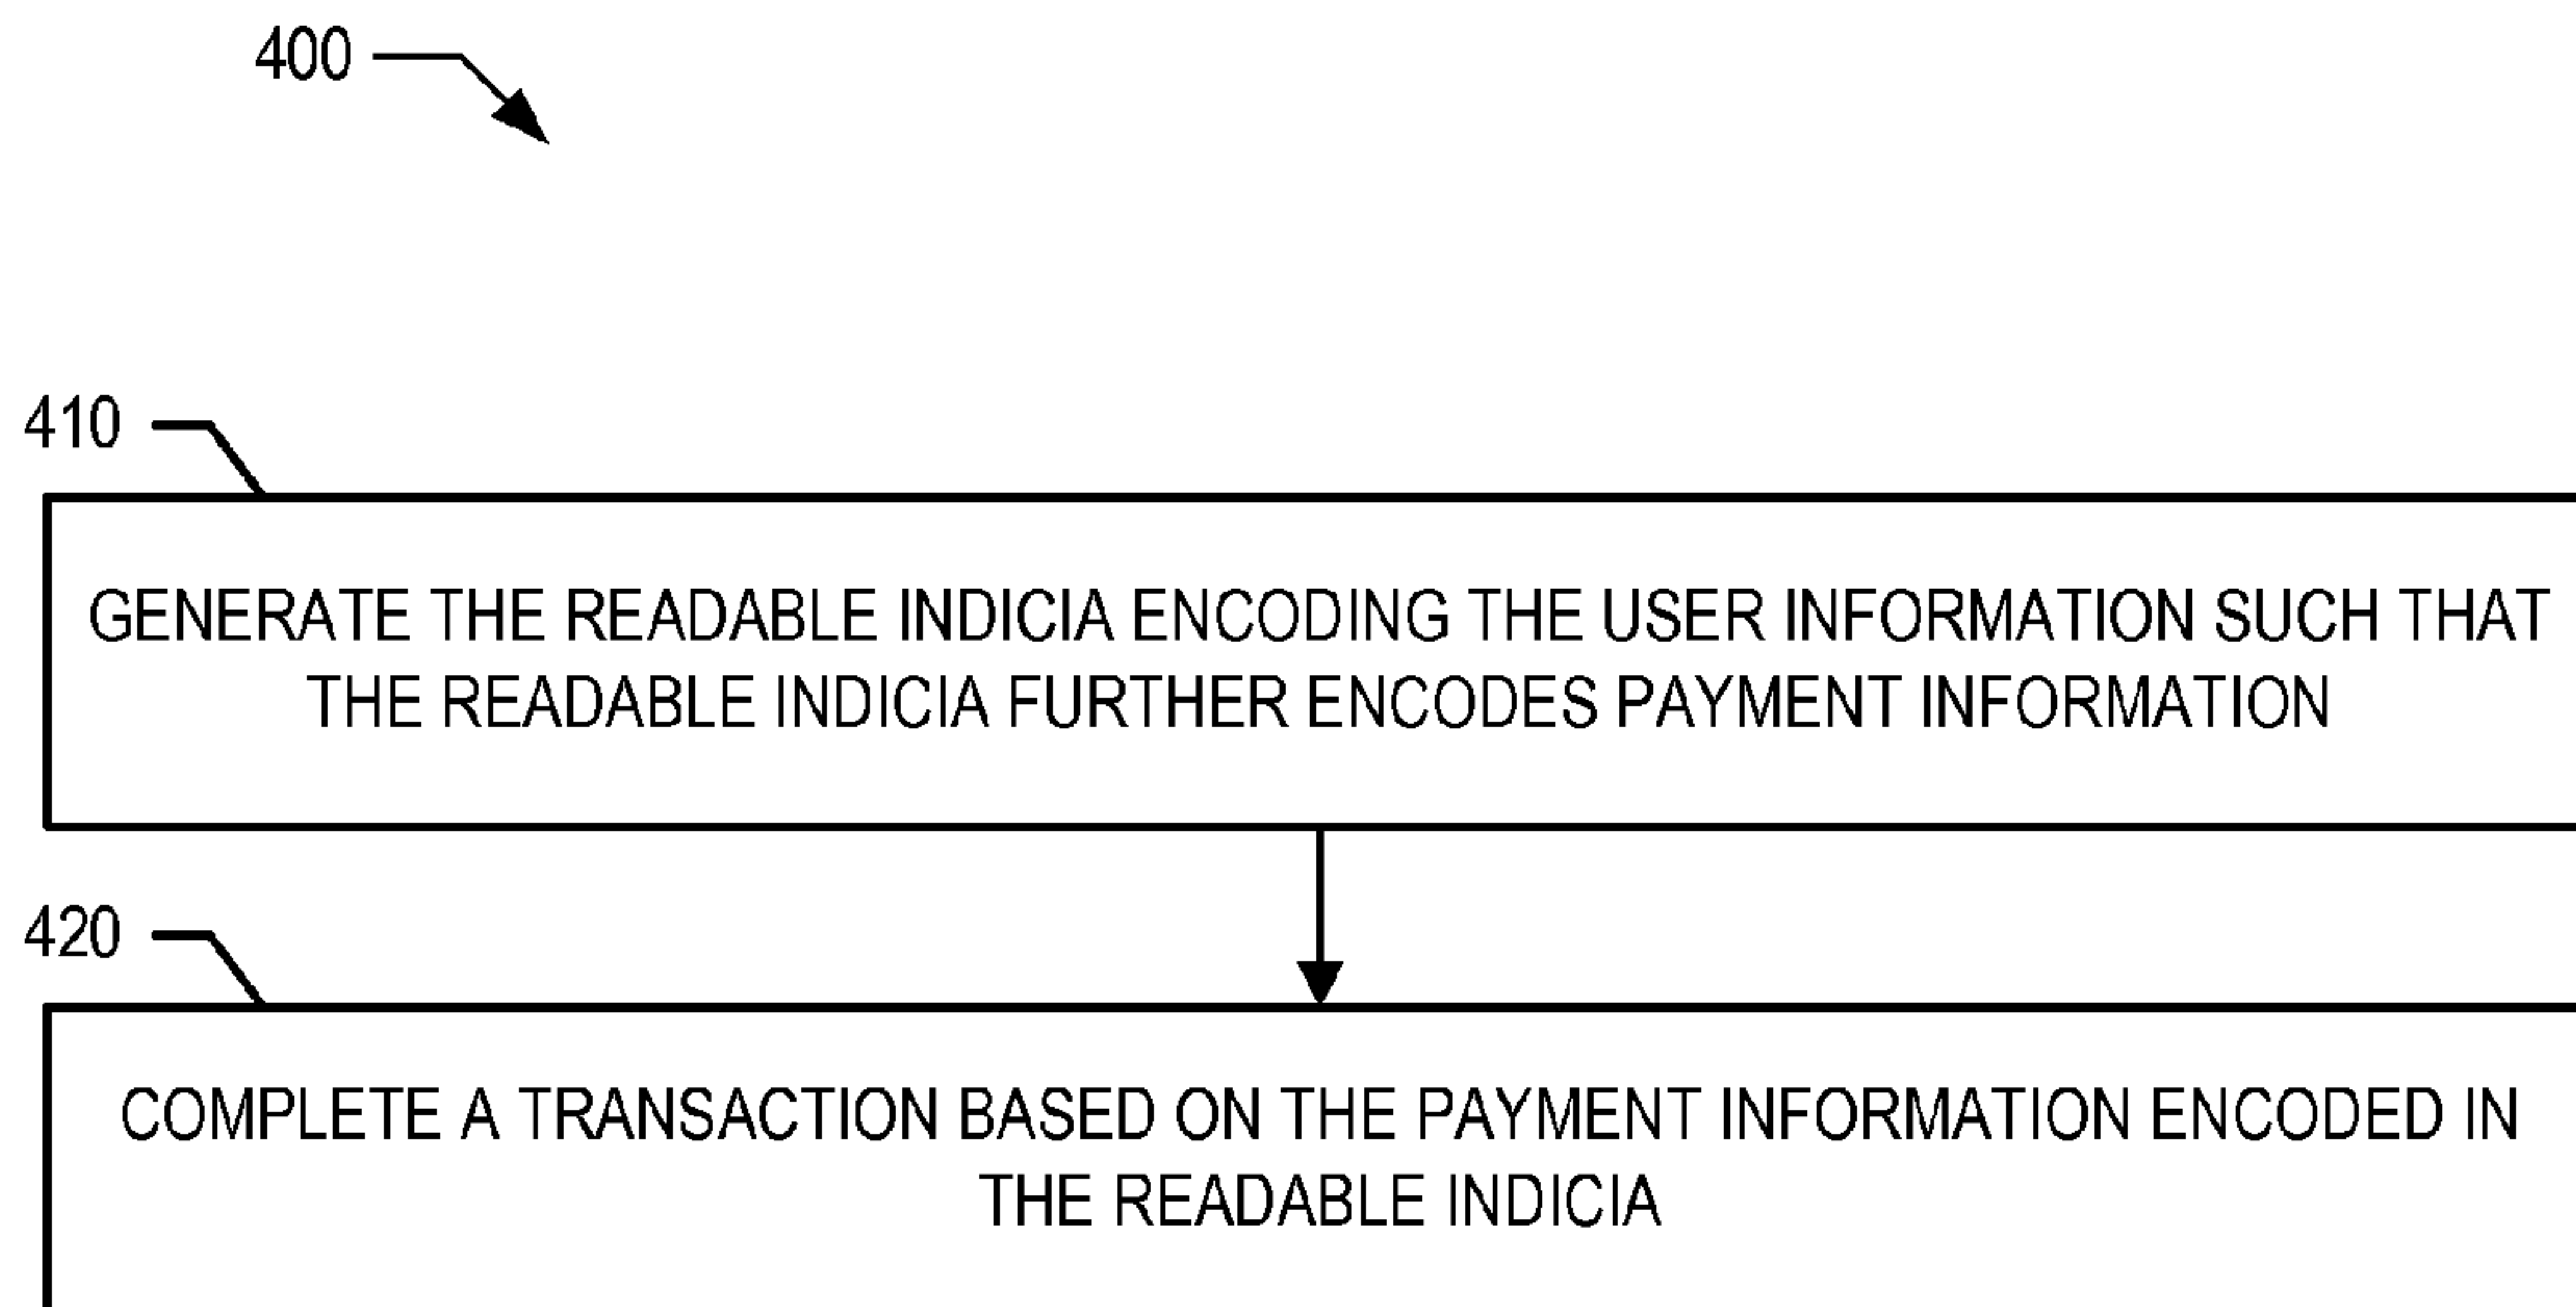 400
410
GENERATE THE READABLE INDICIA ENCODING THE USER INFORMATION SUCH THAT
THE READABLE INDICIA FURTHER ENCODES PAYMENT INFORMATION
420
COMPLETE A TRANSACTION BASED ON THE PAYMENT INFORMATION ENCODED IN
THE READABLE INDICIA